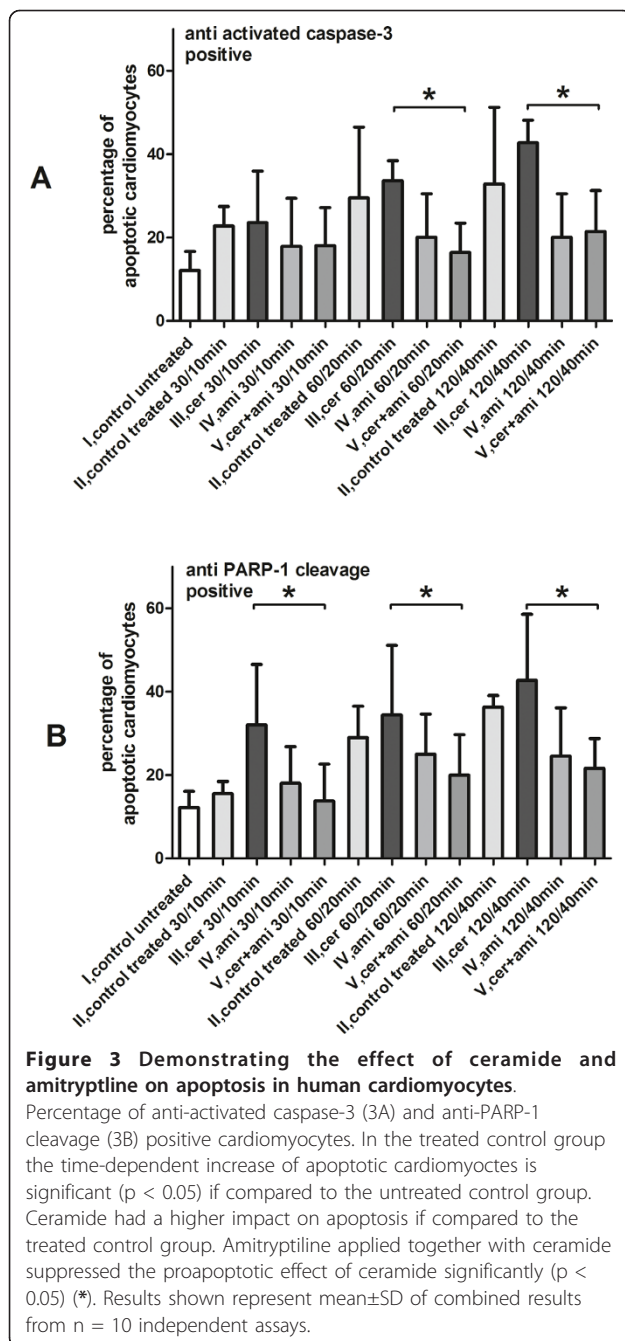 anti activated caspase-3
positive
A
percentage of
apoptotic cardiomyocytes
60
40
20
0
*
*
I,control untreated
II,control treated 30/10min
III,cer 30/10min
IV,ami 30/10min
V,cer+ami 30/10min
II,control treated 60/20min
III,cer 60/20min
IV,ami 60/20min
V,cer+ami 60/20min
II,control treated 120/40min
III,cer 120/40min
IV,ami 120/40min
V,cer+ami 120/40min
anti PARP-1 cleavage
positive
B
percentage of
apoptotic cardiomyocytes
60
40
20
0
*
*
*
I,control untreated
II,control treated 30/10min
III,cer 30/10min
IV,ami 30/10min
V,cer+ami 30/10min
II,control treated 60/20min
III,cer 60/20min
IV,ami 60/20min
V,cer+ami 60/20min
II,control treated 120/40min
III,cer 120/40min
IV,ami 120/40min
V,cer+ami 120/40min
Figure 3 Demonstrating the effect of ceramide and
amitryptline on apoptosis in human cardiomyocytes.
Percentage of anti-activated caspase-3 (3A) and anti-PARP-1
cleavage (3B) positive cardiomyocytes. In the treated control group
the time-dependent increase of apoptotic cardiomyoctes is
significant (p < 0.05) if compared to the untreated control group.
Ceramide had a higher impact on apoptosis if compared to the
treated control group. Amitryptiline applied together with ceramide
suppressed the proapoptotic effect of ceramide significantly (p <
0.05) (*). Results shown represent mean±SD of combined results
from n = 10 independent assays.